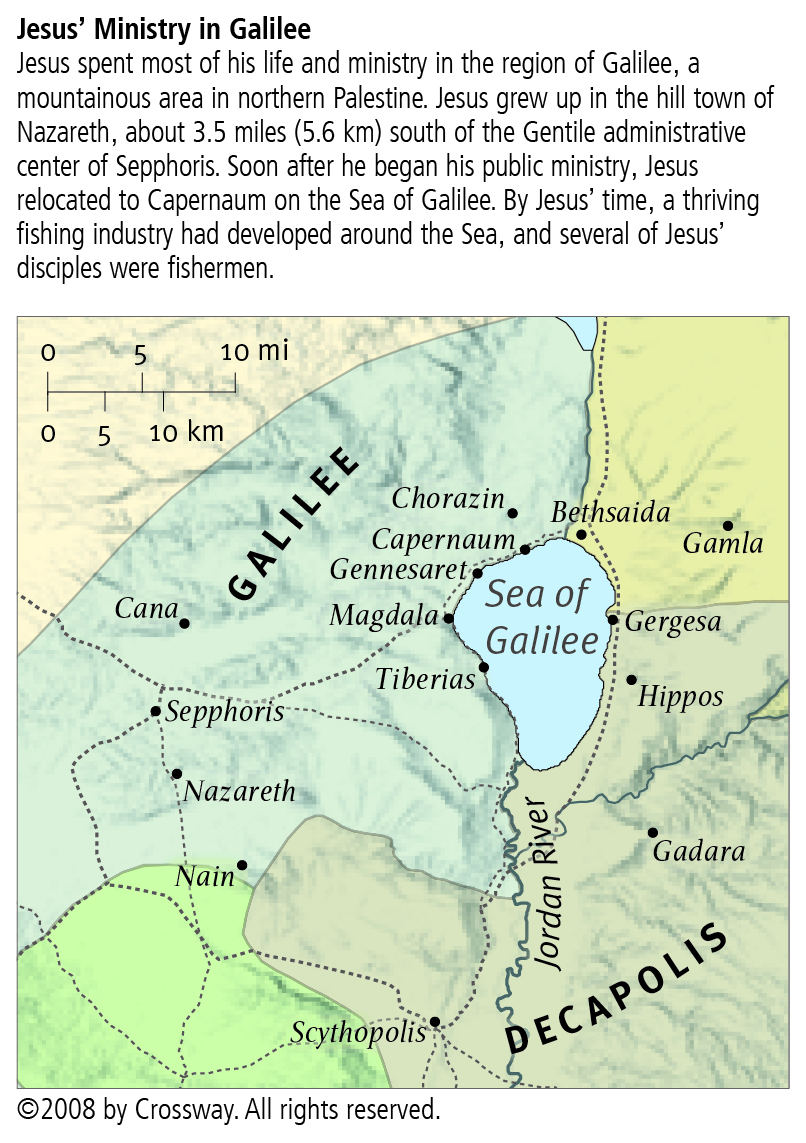 Jesus’ Ministry in Galilee
Jesus spent most of his life and ministry in the region of Galilee, a
mountainous area in northern Palestine. Jesus grew up in the hill town of
Nazareth, about 3.5 miles (5.6 km) south of the Gentile administrative
center of Sepphoris. Soon after he began his public ministry, Jesus
relocated to Capernaum on the Sea of Galilee. By Jesus’ time, a thriving
fishing industry had developed around the Sea, and several of Jesus’
disciples were fishermen.
0 5 10 mi
0 5 10 km
GALILEE
Chorazin
Bethsaida
Capernaum
Gamla
Gennesaret
Sea of
Galilee
Cana
Magdala
Gergesa
Tiberias
Hippos
Sepphoris
Nazareth
Jordan River
Gadara
Nain
DECAPOLIS
Scythopolis
©2008 by Crossway. All rights reserved.